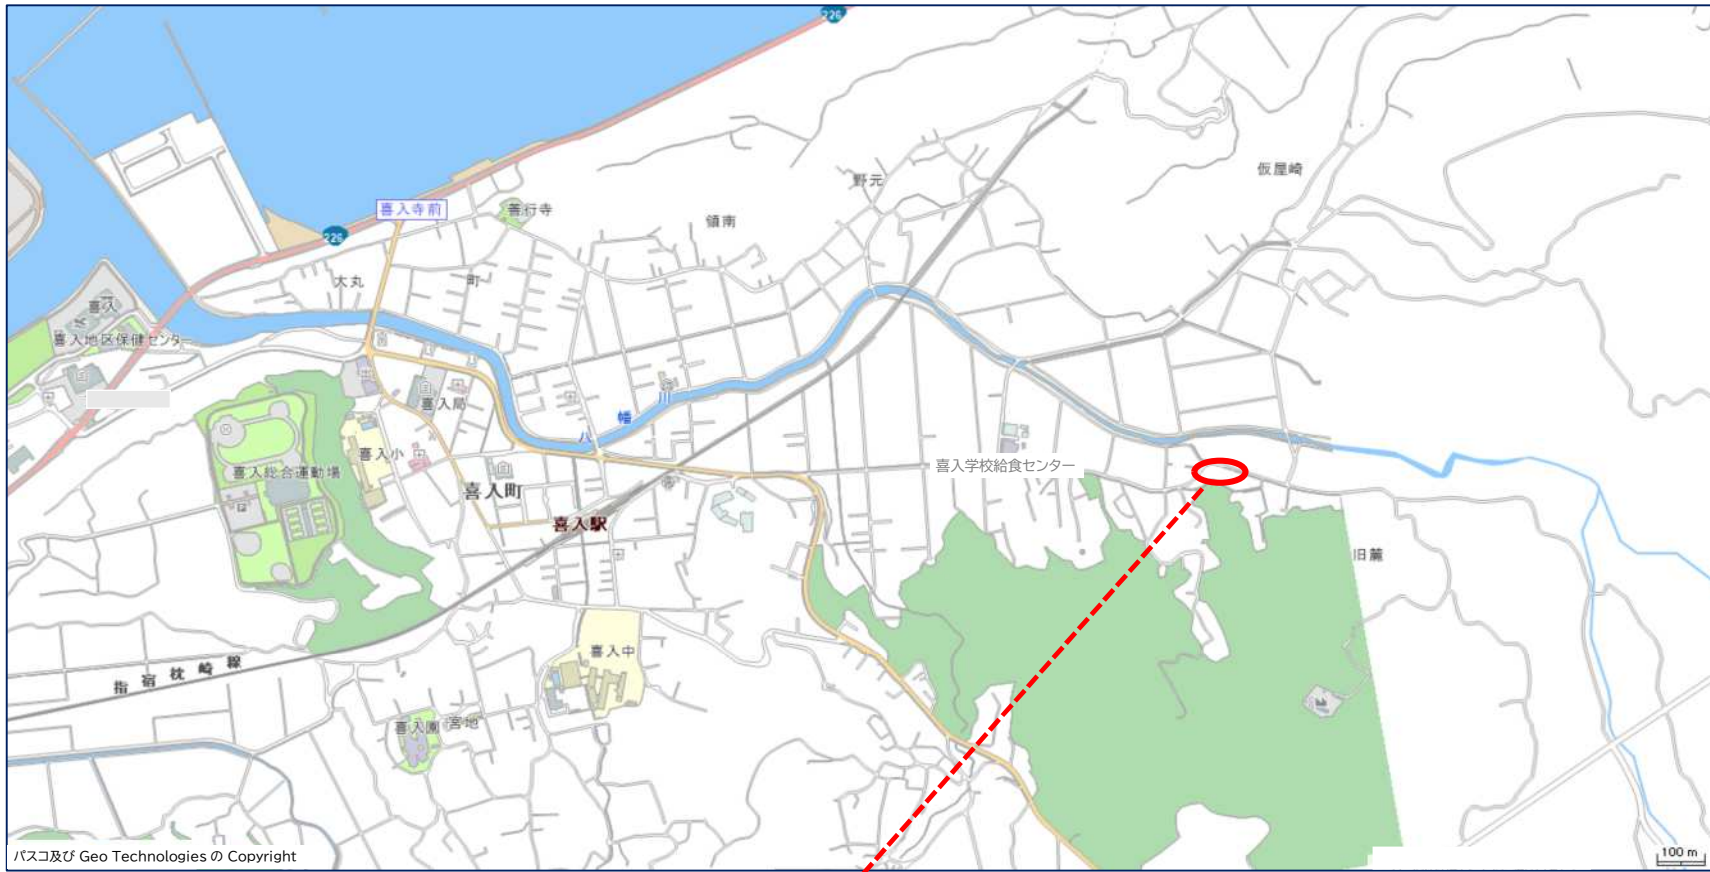 226
仮屋崎
野元
喜入寺前
善行寺
領南
226
大丸
町
喜入
喜入地区保健センター
喜入局
八幡川
喜入小
喜入学校給食センター
喜入総合運動場
喜入町
喜入駅
旧麓
喜入中
指宿枕崎線
喜入園
宮地
パスコ及び Geo Technologies の Copyright
100 m